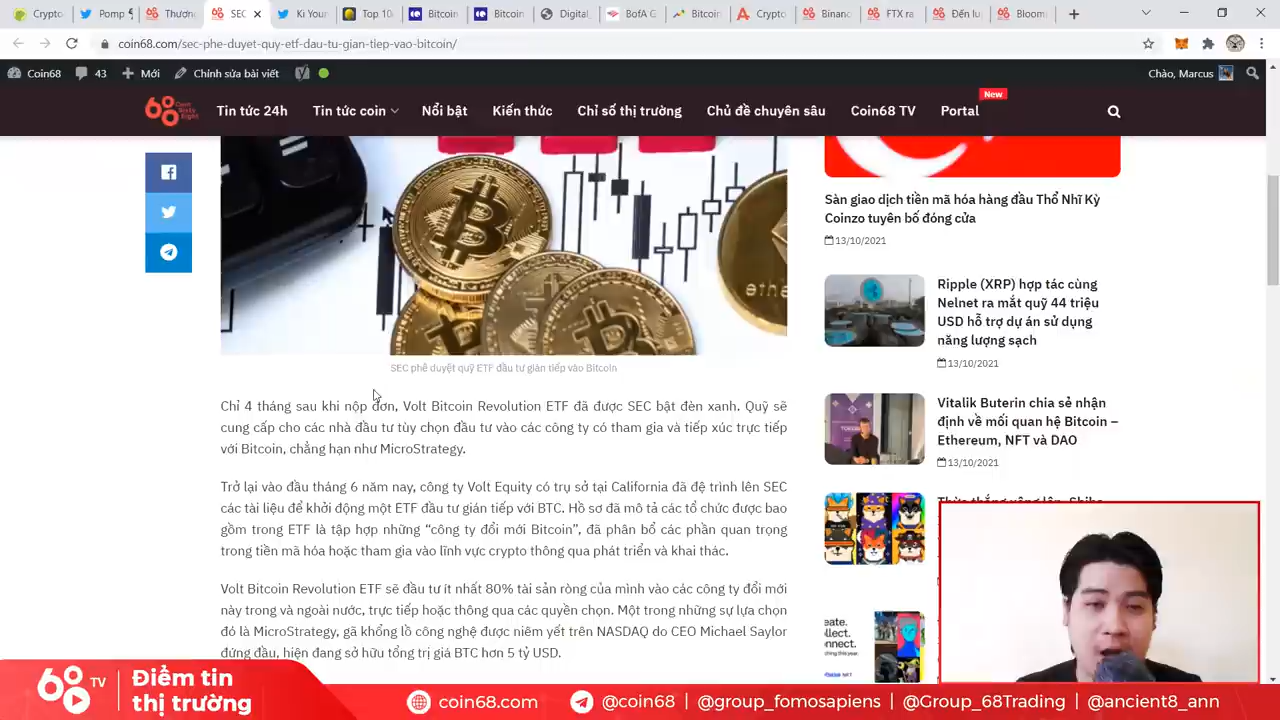 Crypto
Pomp
Thươn
SEC
Ki Your
Top 10
Bitcoin
Bitcoin
Digital
BofA G
Bitcoin
Crypto
Binanc
FTX ra
Đến lu
Bloom
coin68.com/sec-phe-duyet-quy-etf-dau-tu-gian-tiep-vao-bitcoin/
Coin68 43 Mới Chỉnh sửa bài viết Chào, Marcus
68 Coin Sixty Eight
Tin tức 24h Tin tức coin Nổi bật Kiến thức Chỉ số thị trường Chủ đề chuyên sâu Coin68 TV Portal New
SEC phê duyệt quỹ ETF đầu tư gián tiếp vào Bitcoin
Chỉ 4 tháng sau khi nộp đơn, Volt Bitcoin Revolution ETF đã được SEC bật đèn xanh. Quỹ sẽ
cung cấp cho các nhà đầu tư tùy chọn đầu tư vào các công ty có tham gia và tiếp xúc trực tiếp
với Bitcoin, chẳng hạn như MicroStrategy.
Trở lại vào đầu tháng 6 năm nay, công ty Volt Equity có trụ sở tại California đã đệ trình lên SEC
các tài liệu để khởi động một ETF đầu tư gián tiếp với BTC. Hồ sơ đã mô tả các tổ chức được bao
gồm trong ETF là tập hợp những “công ty đổi mới Bitcoin”, đã phân bổ các phần quan trọng
trong tiền mã hóa hoặc tham gia vào lĩnh vực crypto thông qua phát triển và khai thác.
Volt Bitcoin Revolution ETF sẽ đầu tư ít nhất 80% tài sản ròng của mình vào các công ty đổi mới
này trong và ngoài nước, trực tiếp hoặc thông qua các quyền chọn. Một trong những sự lựa chọn
đó là MicroStrategy, gã khổng lồ công nghệ được niêm yết trên NASDAQ do CEO Michael Saylor
đứng đầu, hiện đang sở hữu tổng trị giá BTC hơn 5 tỷ USD.
Sàn giao dịch tiền mã hóa hàng đầu Thổ Nhĩ Kỳ
Coinzo tuyên bố đóng cửa
13/10/2021
Ripple (XRP) hợp tác cùng
Nelnet ra mắt quỹ 44 triệu
USD hỗ trợ dự án sử dụng
năng lượng sạch
13/10/2021
Vitalik Buterin chia sẻ nhận
định về mối quan hệ Bitcoin –
Ethereum, NFT và DAO
13/10/2021
68 TV
Điểm tin
thị trường
coin68.com @coin68 | @group_fomosapiens | @Group_68Trading | @ancient8_ann